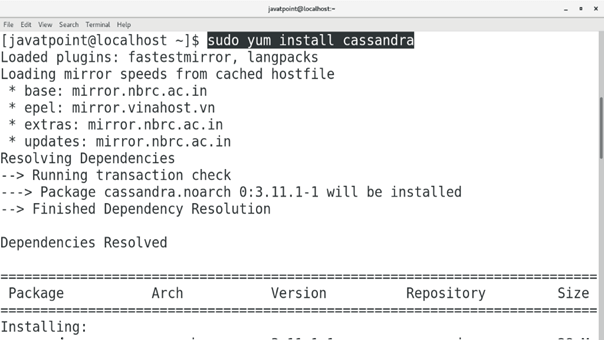 javatpoint@localhost:~
File Edit View Search Terminal Help
[javatpoint@localhost ~]$ sudo yum install cassandra
Loaded plugins: fastestmirror, langpacks
Loading mirror speeds from cached hostfile
 * base: mirror.nbrc.ac.in
 * epel: mirror.vinahost.vn
 * extras: mirror.nbrc.ac.in
 * updates: mirror.nbrc.ac.in
Resolving Dependencies
--> Running transaction check
---> Package cassandra.noarch 0:3.11.1-1 will be installed
--> Finished Dependency Resolution
Dependencies Resolved
================================================================================
Package Arch Version Repository Size
================================================================================
Installing: